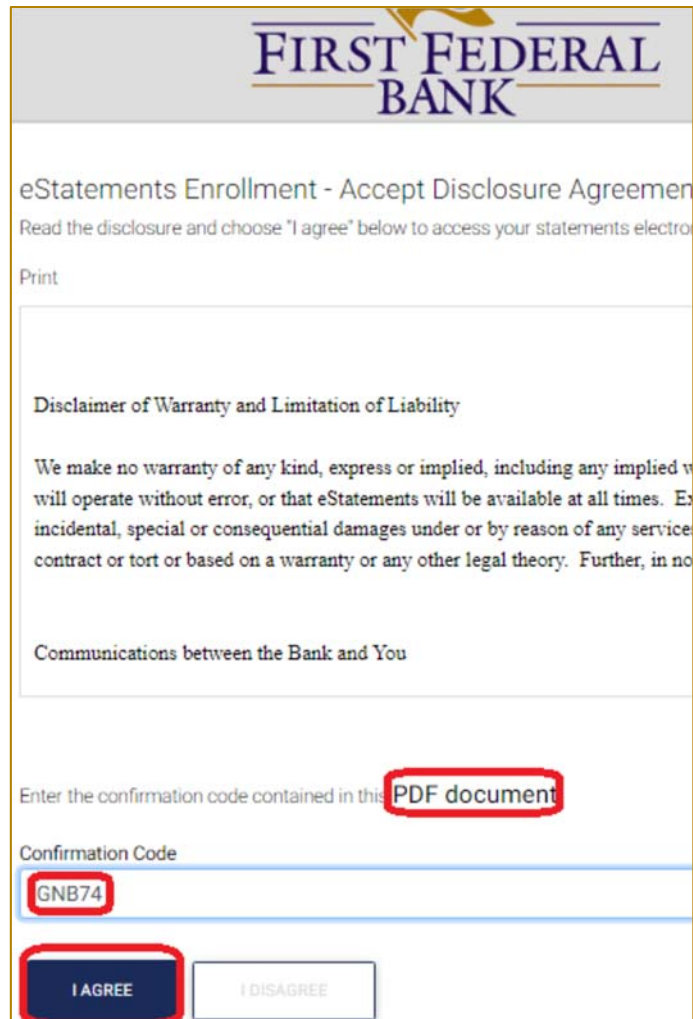 FIRST FEDERAL
BANK
eStatements Enrollment - Accept Disclosure Agreemen
Read the disclosure and choose "I agree" below to access your statements electro
Print
Disclaimer of Warranty and Limitation of Liability
We make no warranty of any kind, express or implied, including any implied w
will operate without error, or that eStatements will be available at all times. Ex
incidental, special or consequential damages under or by reason of any services
contract or tort or based on a warranty or any other legal theory. Further, in no
Communications between the Bank and You
Enter the confirmation code contained in this PDF document
Confirmation Code
GNB74
I AGREE
I DISAGREE